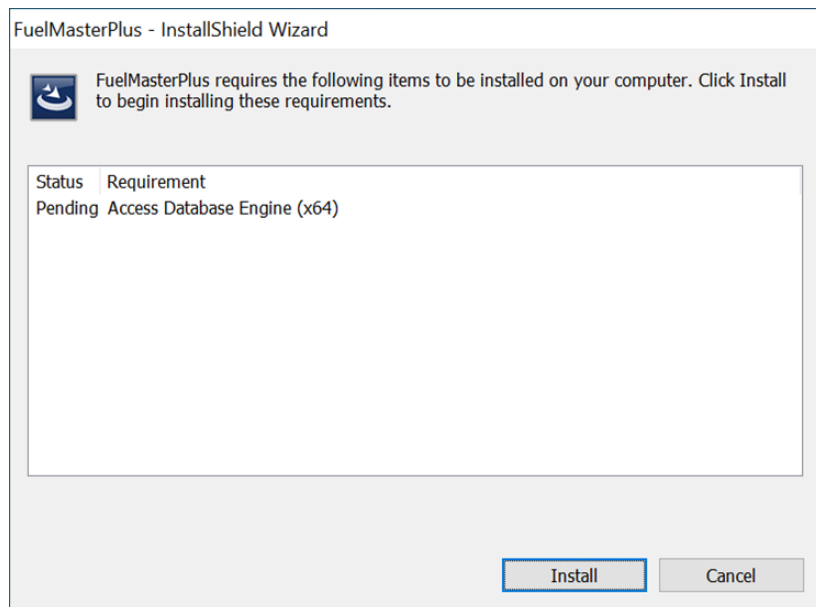 FuelMasterPlus - InstallShield Wizard
FuelMasterPlus requires the following items to be installed on your computer. Click Install
to begin installing these requirements.
Status Requirement
Pending Access Database Engine (x64)
Install Cancel